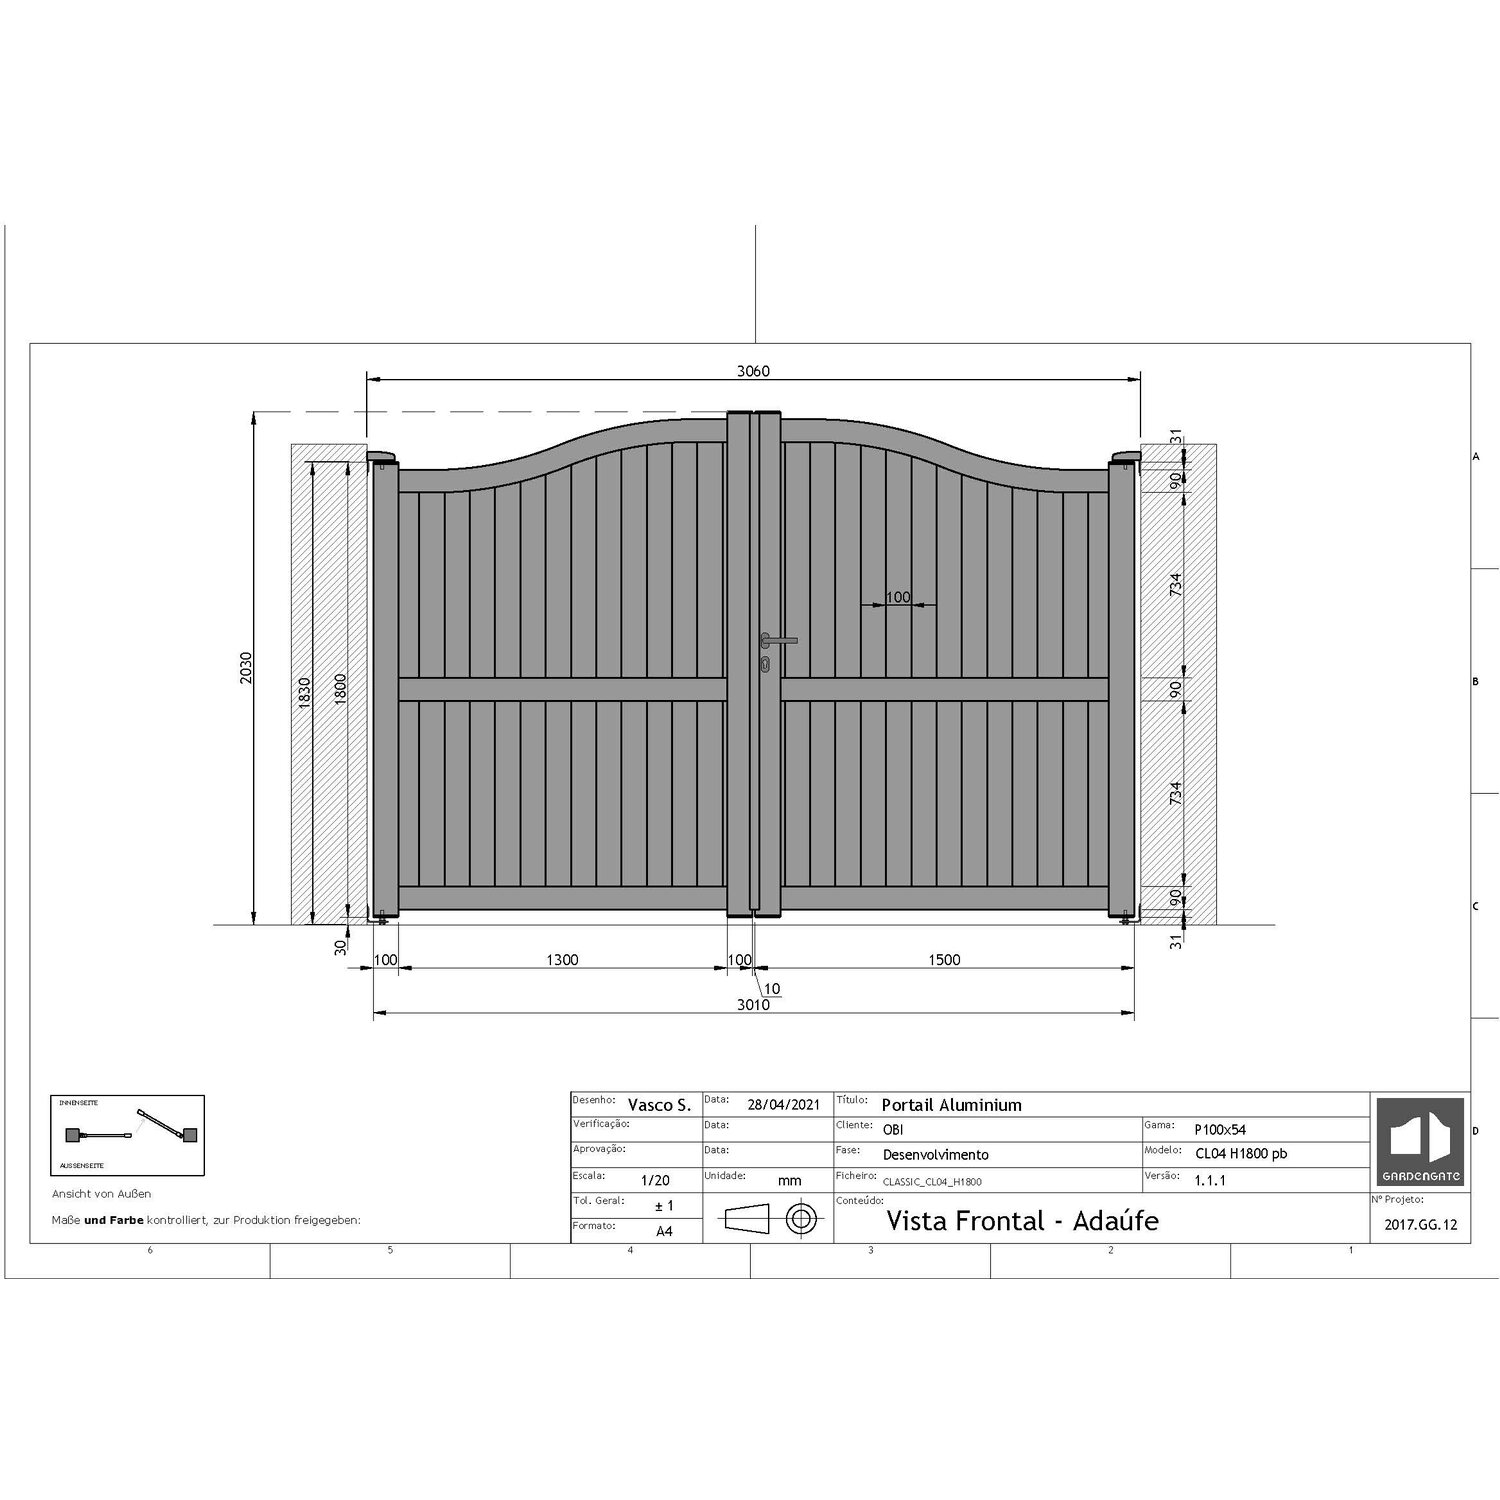 3060
31
A
90
734
100
2030
1830
1800
90
B
734
90
C
30
31
100
1300
100
1500
10
3010
INNENSEITE
AUSSENSEITE
Ansicht von Außen
Maße und Farbe kontrolliert, zur Produktion freigegeben:
Desenho: Vasco S. Data: 28/04/2021 Título: Portail Aluminium
Verificação: Data: Cliente: OBI Gama: P100x54
Aprovação: Data: Fase: Desenvolvimento Modelo: CL04 H1800 pb
Escala: 1/20 Unidade: mm Ficheiro: CLASSIC_CL04_H1800 Versão: 1.1.1
Tol. Geral: ± 1 Conteúdo: Vista Frontal - Adaúfe Nº Projeto: 2017.GG.12
Formato: A4
GARDENGATE
D
6 5 4 3 2 1